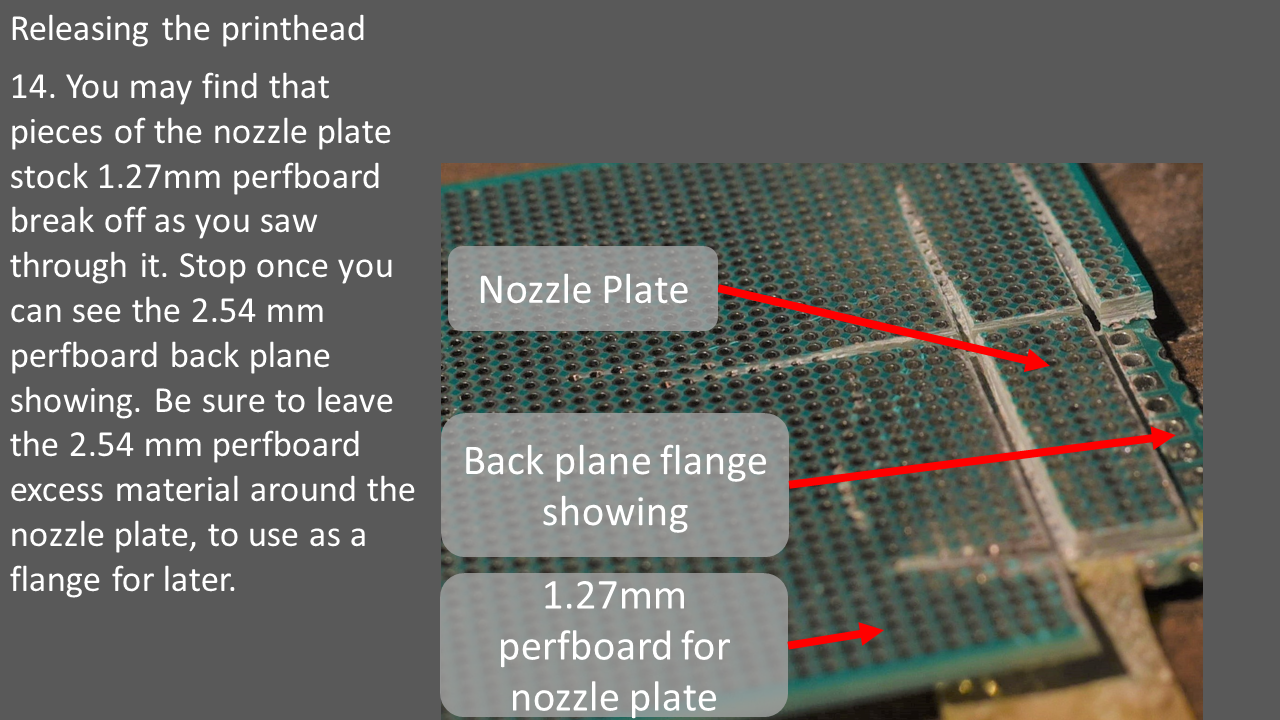 Releasing the printhead
14. You may find that
pieces of the nozzle plate
stock 1.27mm perfboard
break off as you saw
through it. Stop once you
can see the 2.54 mm
perfboard back plane
showing. Be sure to leave
the 2.54 mm perfboard
excess material around the
nozzle plate, to use as a
flange for later.
Nozzle Plate
Back plane flange
showing
1.27mm
perfboard for
nozzle plate